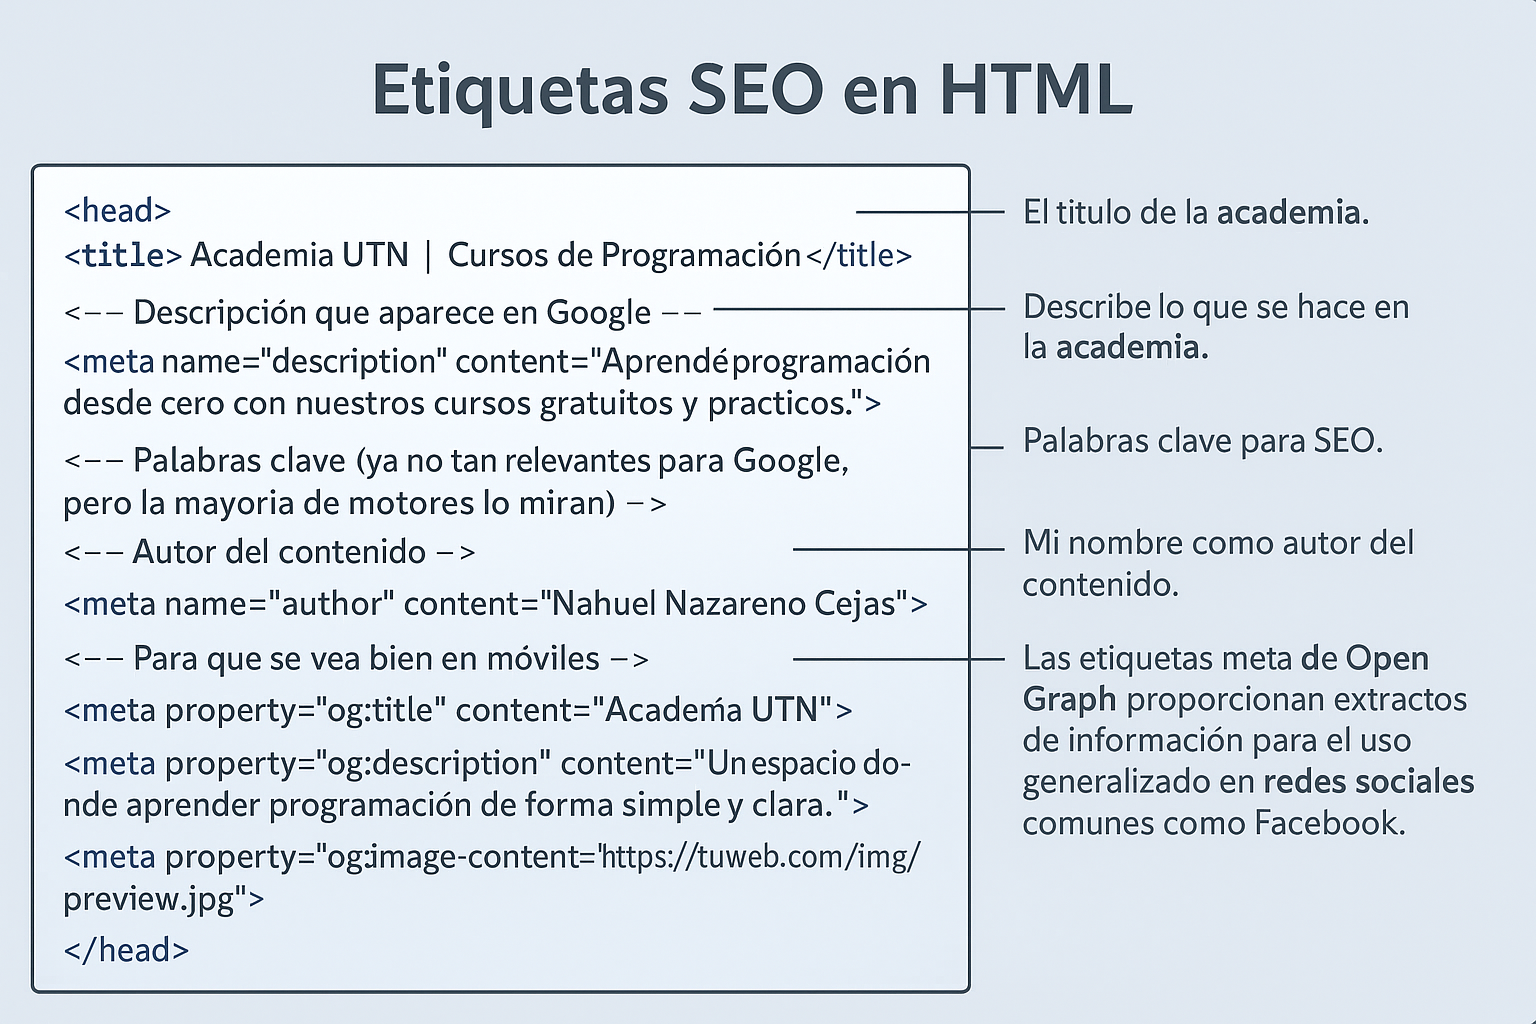 Etiquetas SEO en HTML
<head>
<title> Academia UTN | Cursos de Programación</title>
<-- Descripción que aparece en Google --
<meta name="description" content="Aprendé programación
desde cero con nuestros cursos gratuitos y practicos.">
<-- Palabras clave (ya no tan relevantes para Google,
pero la mayoria de motores lo miran) ->
<-- Autor del contenido ->
<meta name="author" content="Nahuel Nazareno Cejas">
<-- Para que se vea bien en móviles ->
<meta property="og:title" content="Acadeḿa UTN">
<meta property="og:description" content="Un espacio do-
nde aprender programación de forma simple y clara.">
<meta property="og:image-content='https://tuweb.com/img/
preview.jpg">
</head>
El titulo de la academia.
Describe lo que se hace en
la academia.
Palabras clave para SEO.
Mi nombre como autor del
contenido.
Las etiquetas meta de Open
Graph proporcionan extractos
de información para el uso
generalizado en redes sociales
comunes como Facebook.